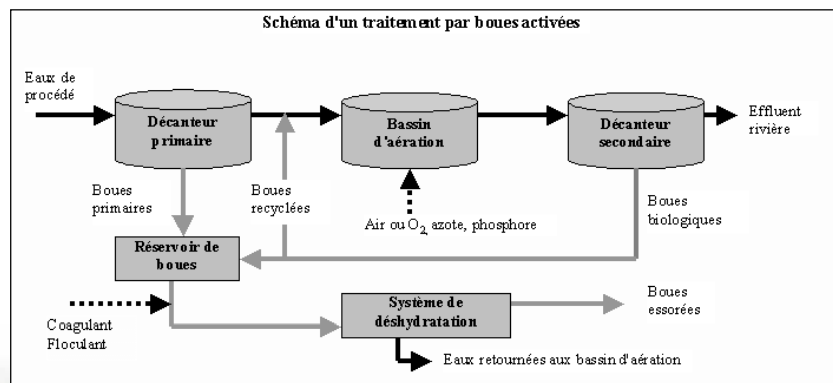 Schéma d'un traitement par boues activées
Eaux de
procédé
Décanteur
primaire
Bassin
d'aération
Décanteur
secondaire
Effluent
rivière
Boues
primaires
Boues
recyclées
Air ou O2, azote, phosphore
Boues
biologiques
Réservoir de
boues
Coagulant
Floculant
Système de
déshydratation
Boues
essorées
Eaux retournées aux bassin d'aération